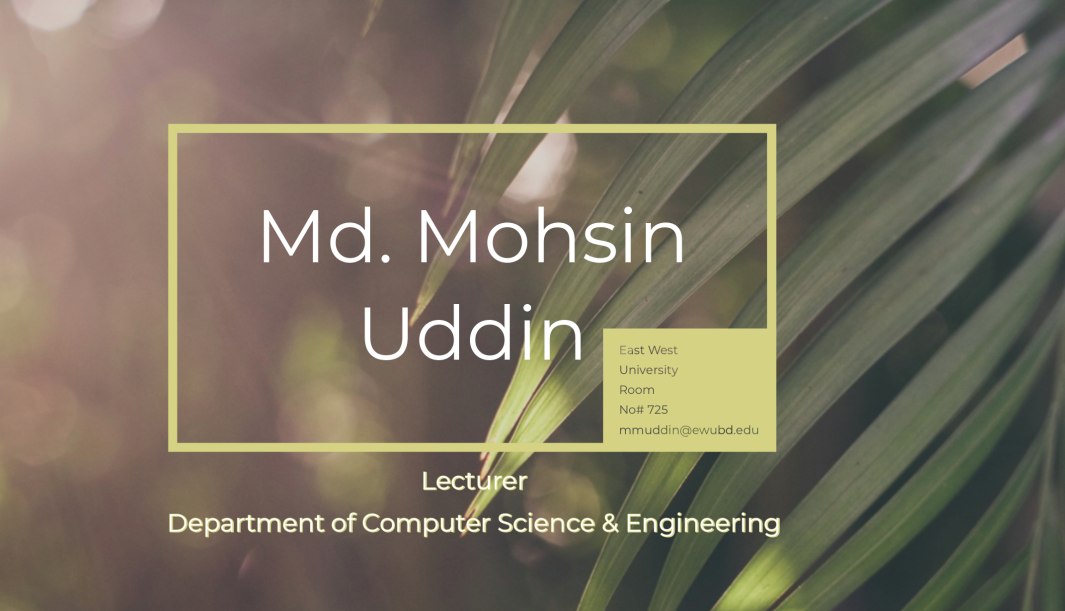 Md. Mohsin
Uddin
East West
University
Room
No# 725
mmuddin@ewubd.edu
Lecturer
Department of Computer Science & Engineering